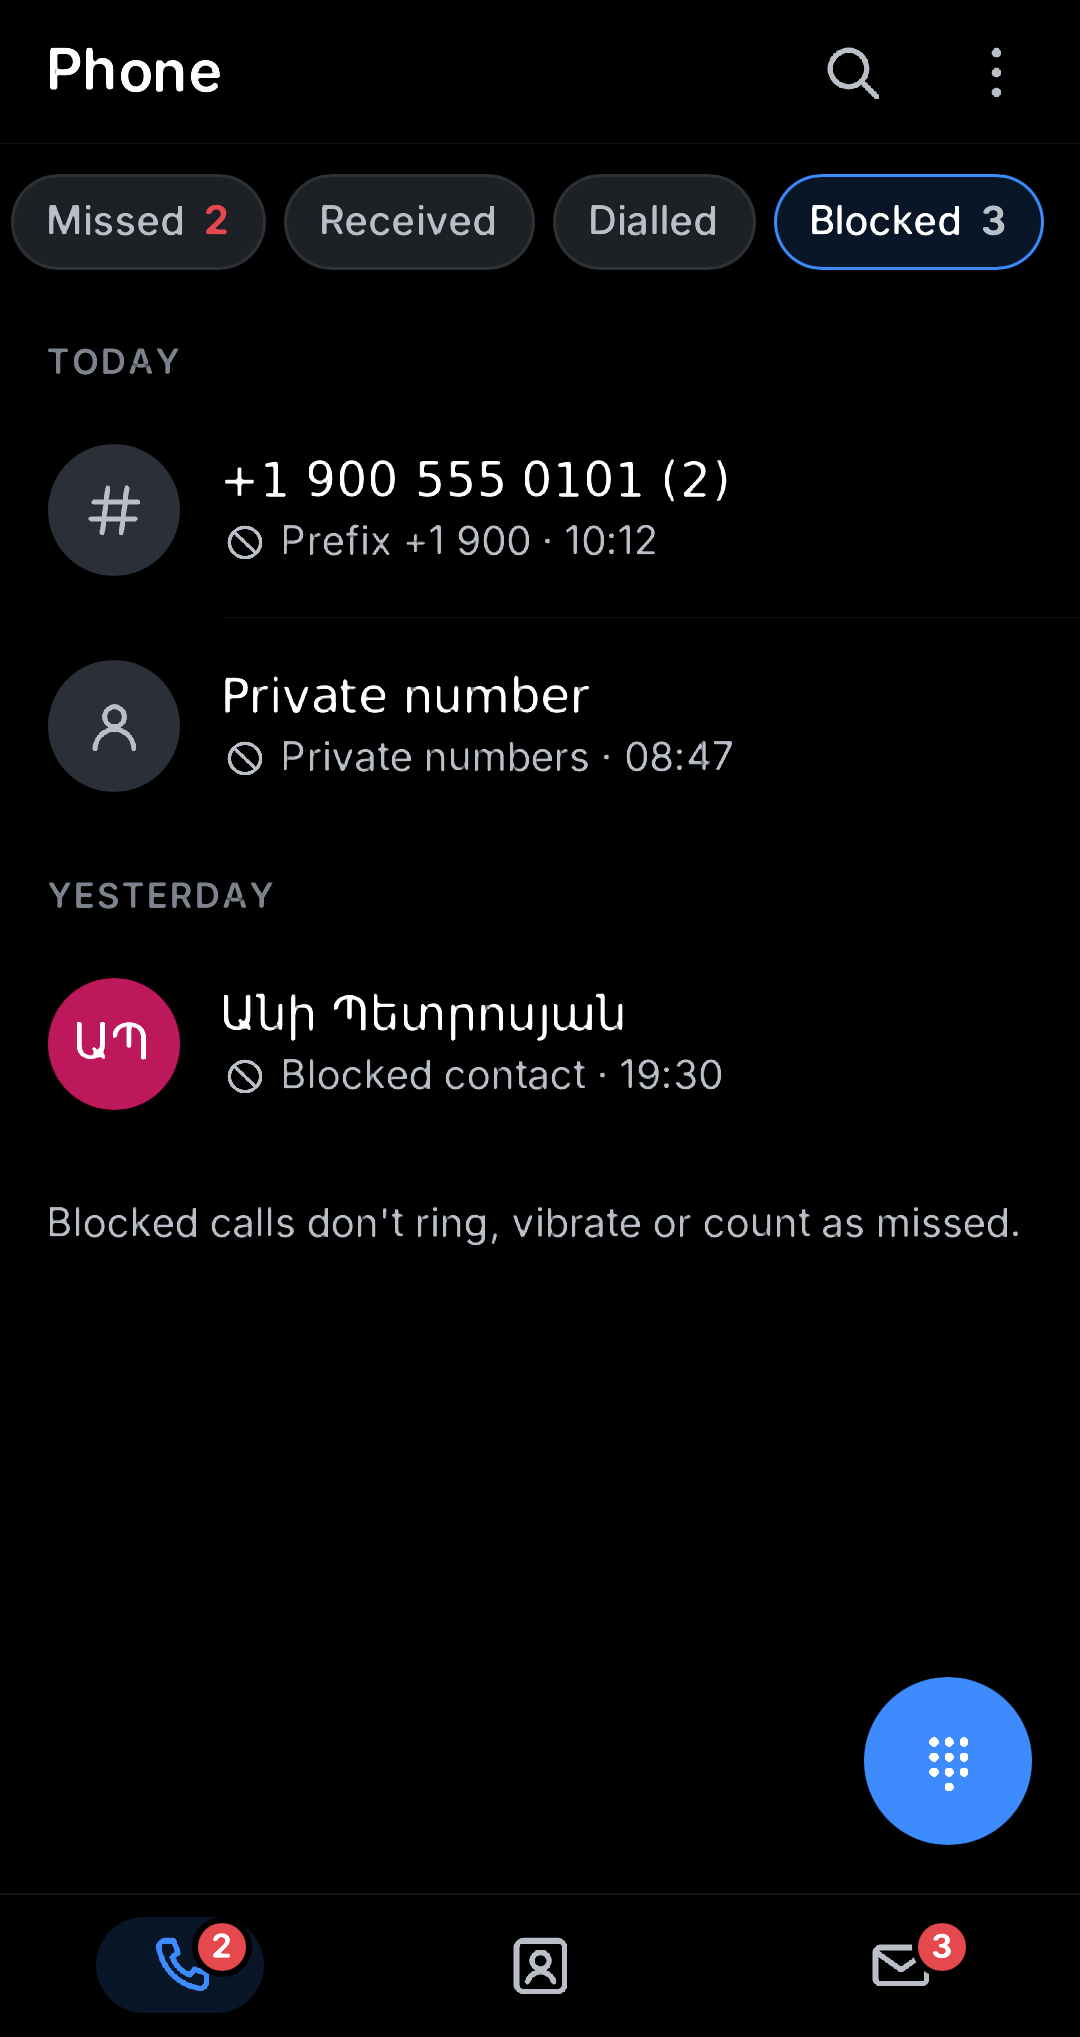 Phone
Missed 2
Received
Dialled
Blocked 3
TODAY
#
+1 900 555 0101 (2)
Prefix +1 900 · 10:12
Private number
Private numbers · 08:47
YESTERDAY
ԱՊ
Անի Պետրոսյան
Blocked contact · 19:30
Blocked calls don't ring, vibrate or count as missed.
2
3